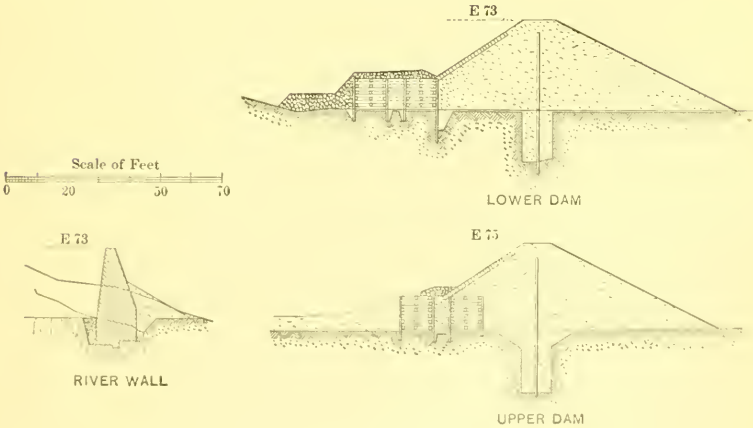 E 73
Scale of Feet
0 20 50 70
LOWER DAM
E 73
E 75
RIVER WALL
UPPER DAM